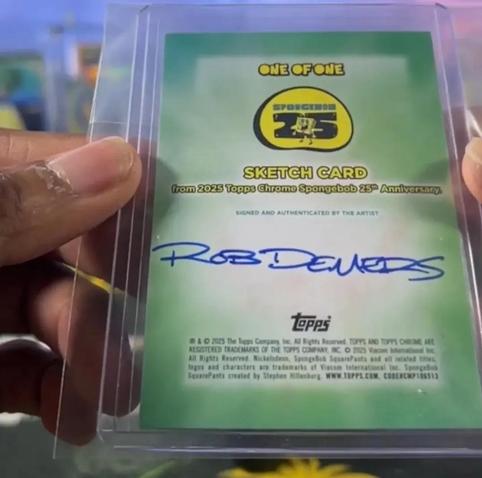 ONE OF ONE
SPONGEBOB
25
SKETCH CARD
from 2025 Topps Chrome Spongebob 25th Anniversary.
SIGNED AND AUTHENTICATED BY THE ARTIST
ROB DEMERS
Topps
® & © 2025 The Topps Company, Inc. All Rights Reserved. TOPPS AND TOPPS CHROME ARE
REGISTERED TRADEMARKS OF THE TOPPS COMPANY, INC. © 2025 Viacom International Inc.
All Rights Reserved. Nickelodeon, SpongeBob SquarePants and all related titles,
logos and characters are trademarks of Viacom International Inc. SpongeBob
SquarePants created by Stephen Hillenburg. WWW.TOPPS.COM. CODE#CMP106513